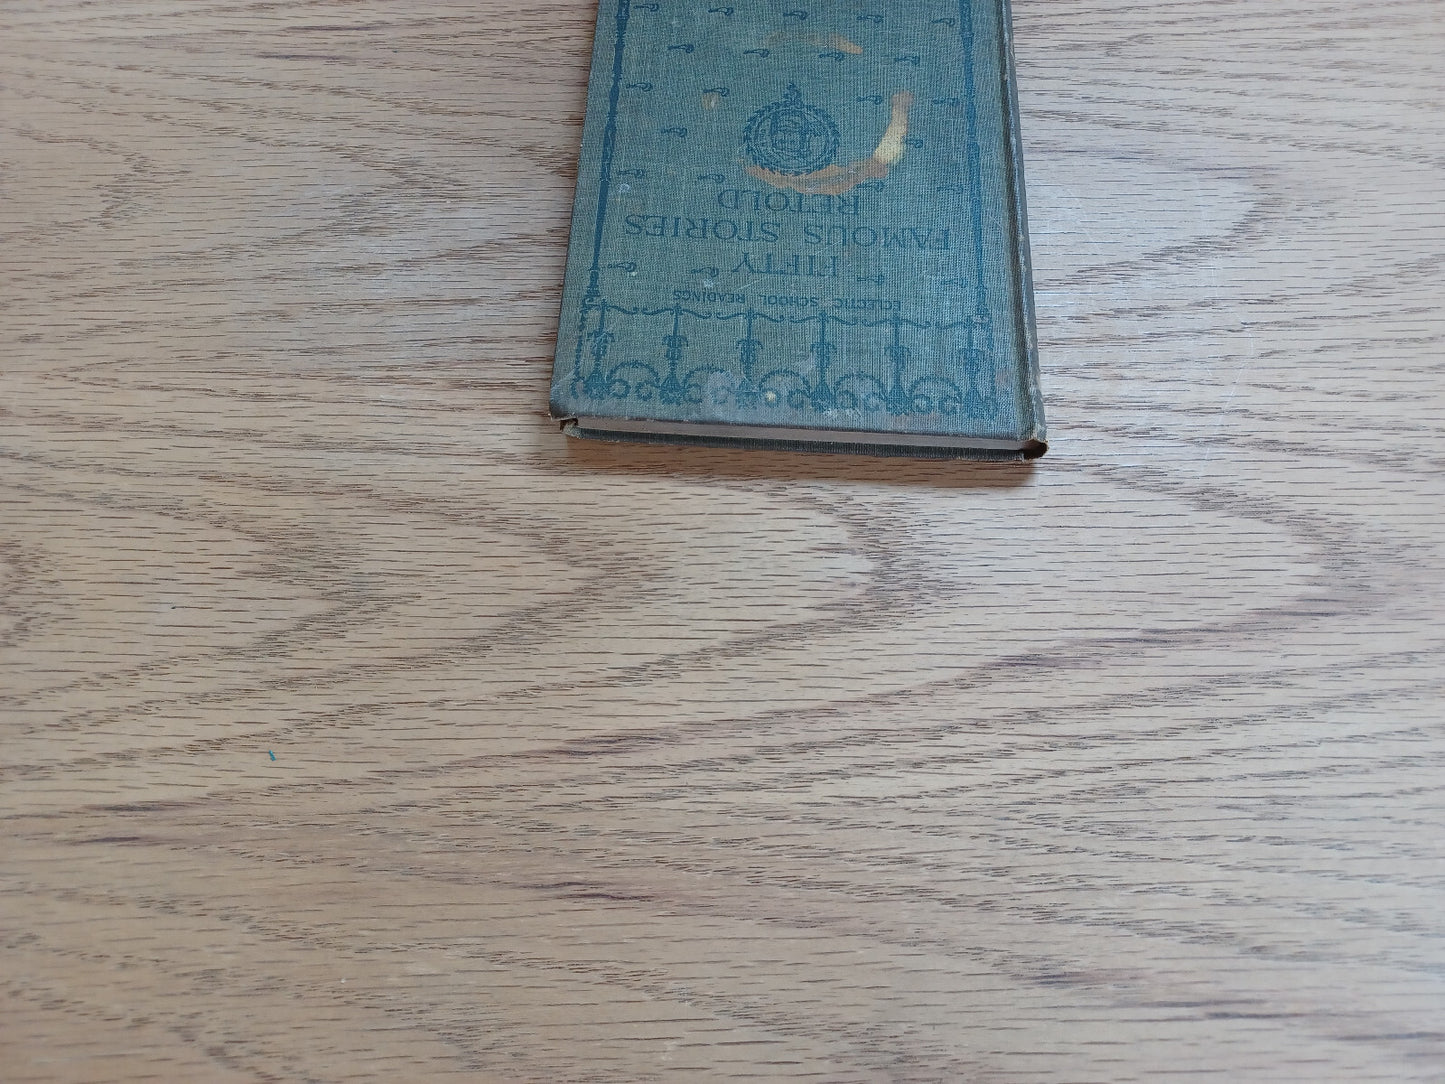 ECLECTIC SCHOOL READINGS
FIFTY
FAMOUS STORIES
RETOLD